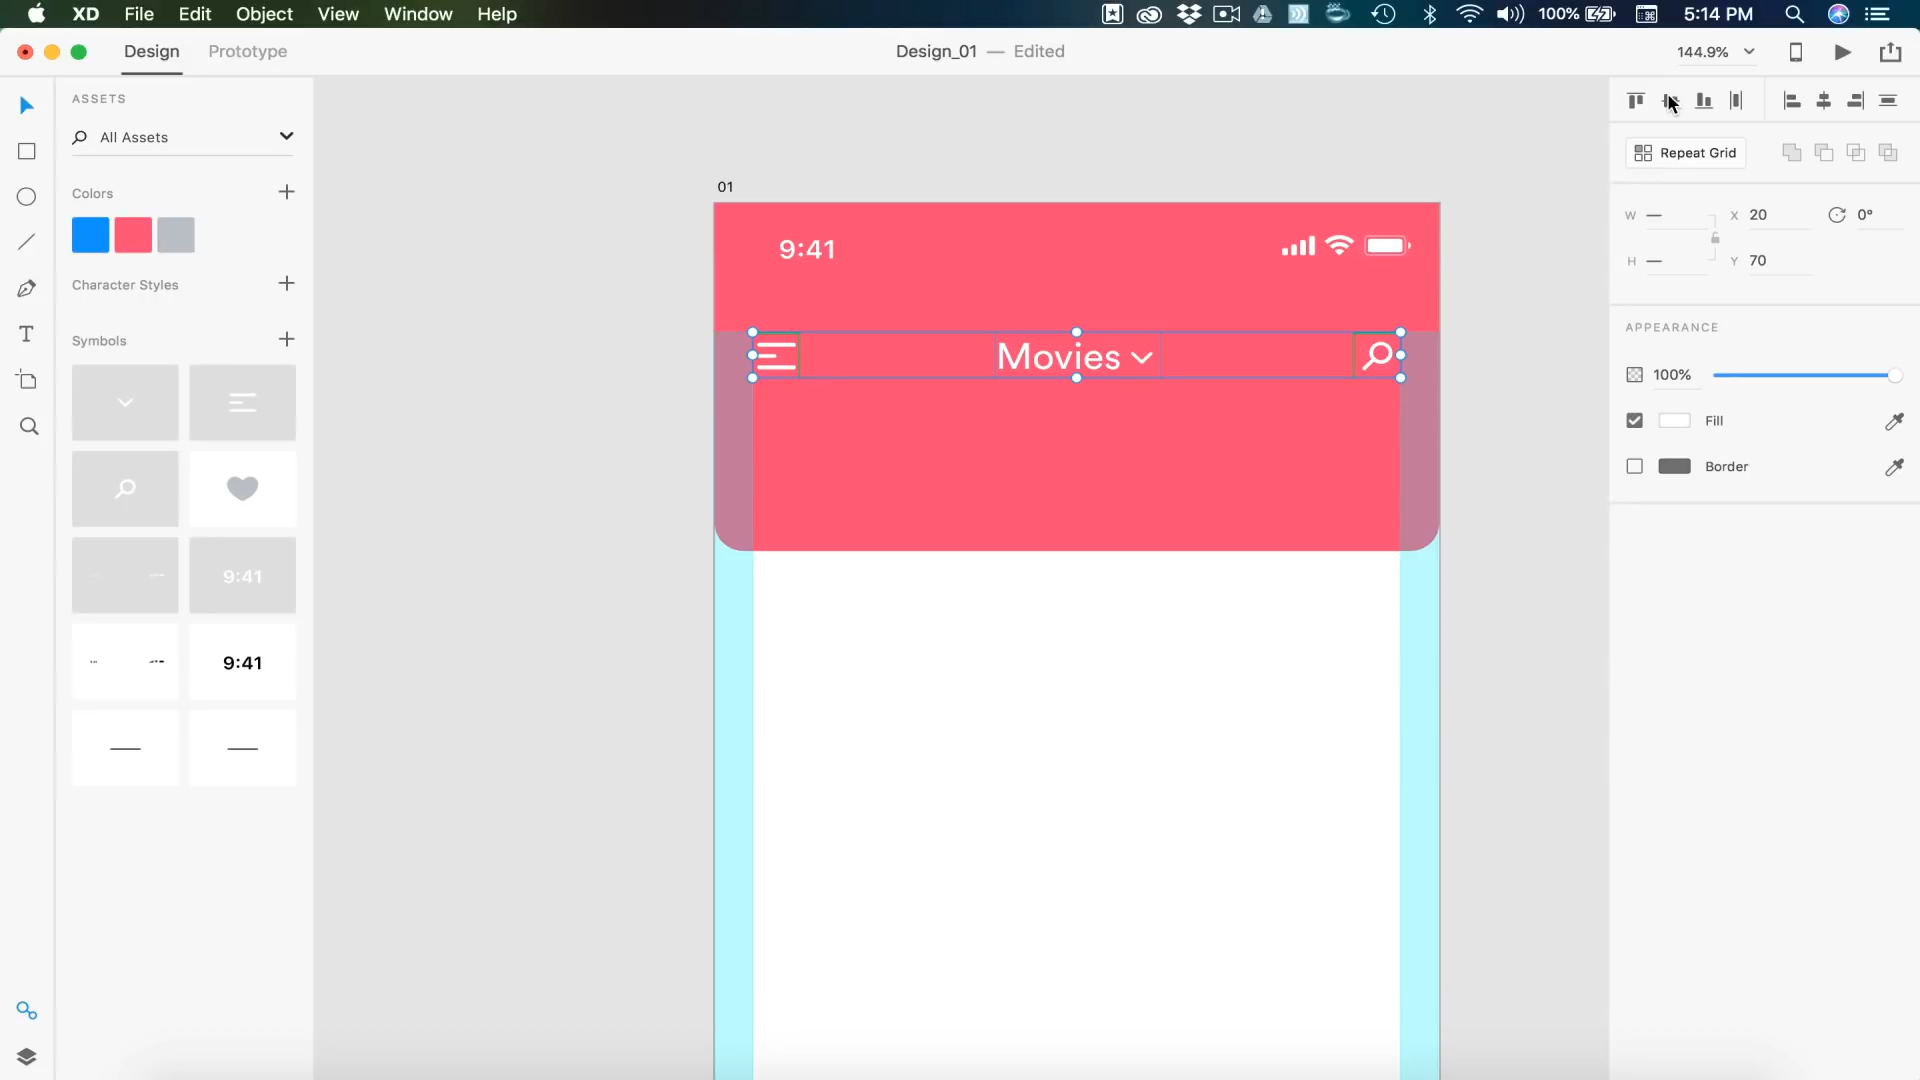 XD File Edit Object View Window Help 100% 5:14 PM
Design Prototype Design_01 — Edited 144.9%
ASSETS
All Assets
Colors
Character Styles
Symbols
9:41
9:41
01
9:41
Movies
Repeat Grid
W — X 20 0°
H — Y 70
APPEARANCE
100%
Fill
Border